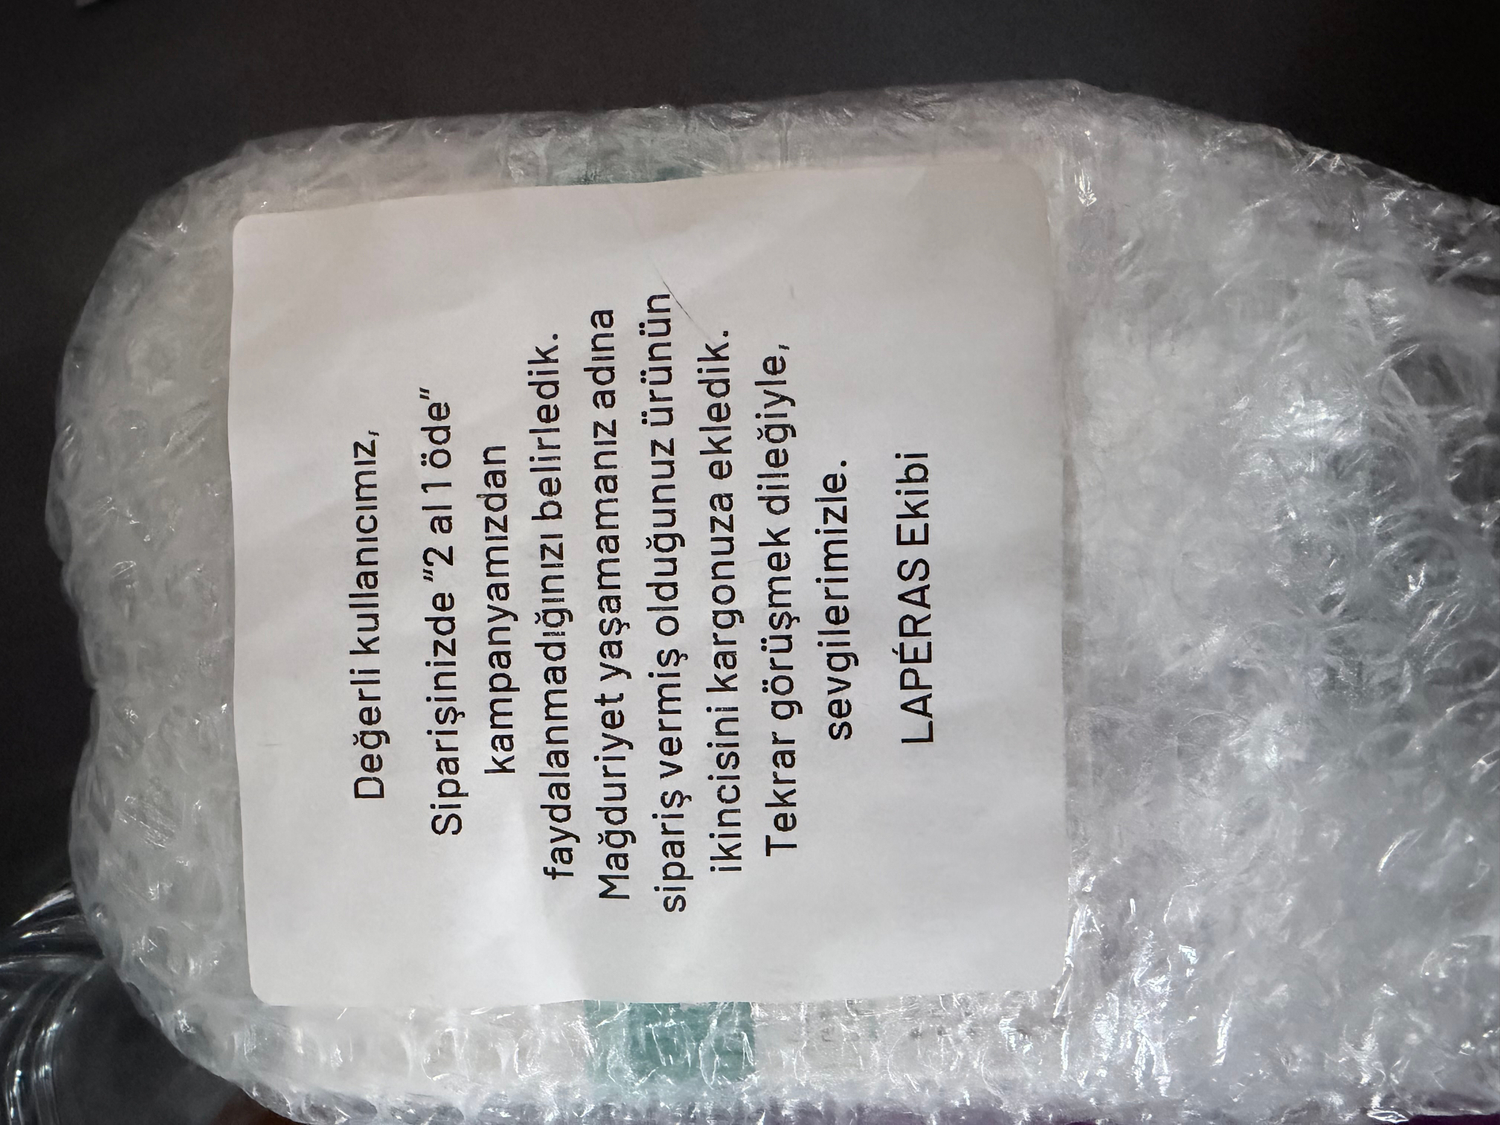 Değerli kullanıcımız,
Siparişinizde "2 al 1 öde"
kampanyamızdan
faydalanmadığınızı belirledik.
Mağduriyet yaşamamanız adına
sipariş vermiş olduğunuz ürünün
ikincisini kargonuza ekledik.
Tekrar görüşmek dileğiyle,
sevgilerimizle.
LAPÉRAS Ekibi